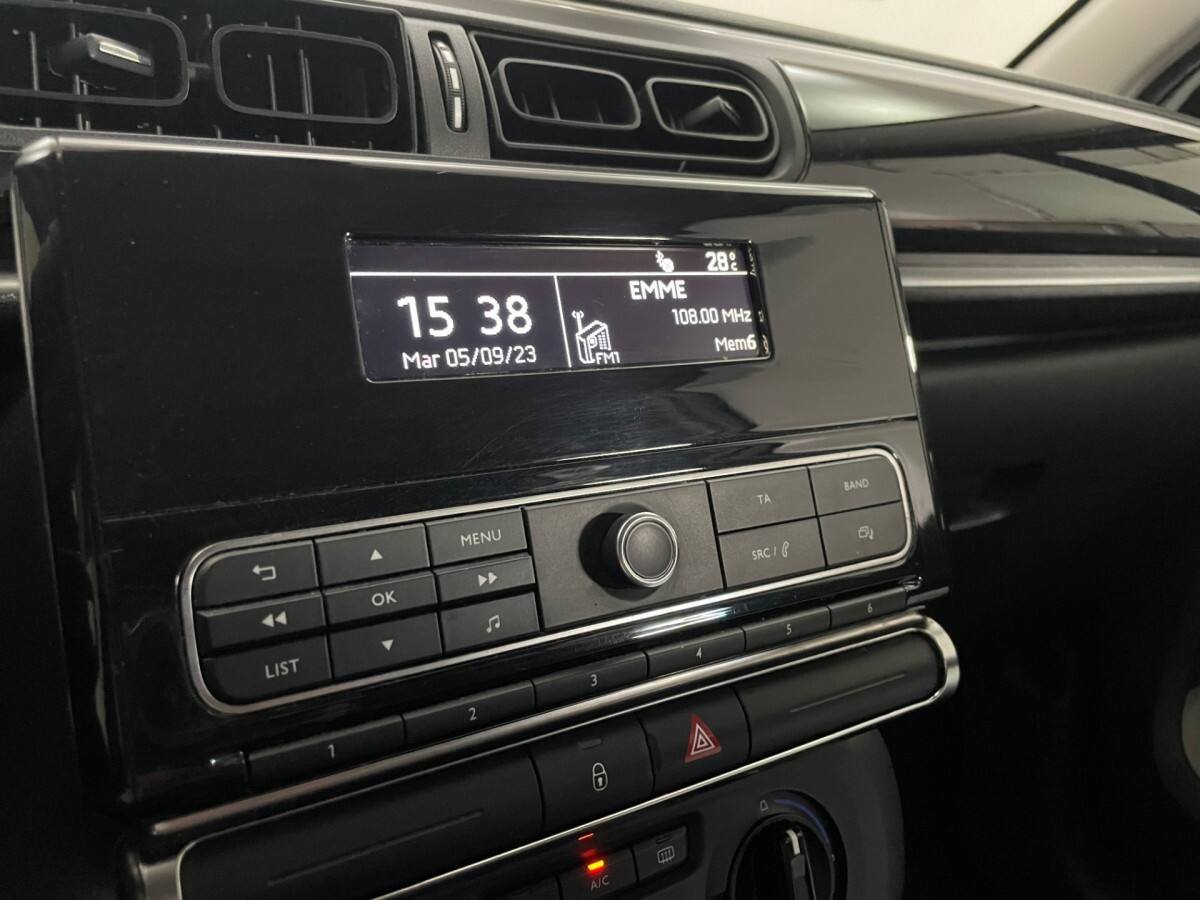 28°c
15 38
Mar 05/09/23
EMME
108.00 MHz
FM1
Mem6
MENU
OK
LIST
TA
BAND
SRC /
1
2
3
4
5
6
A/C